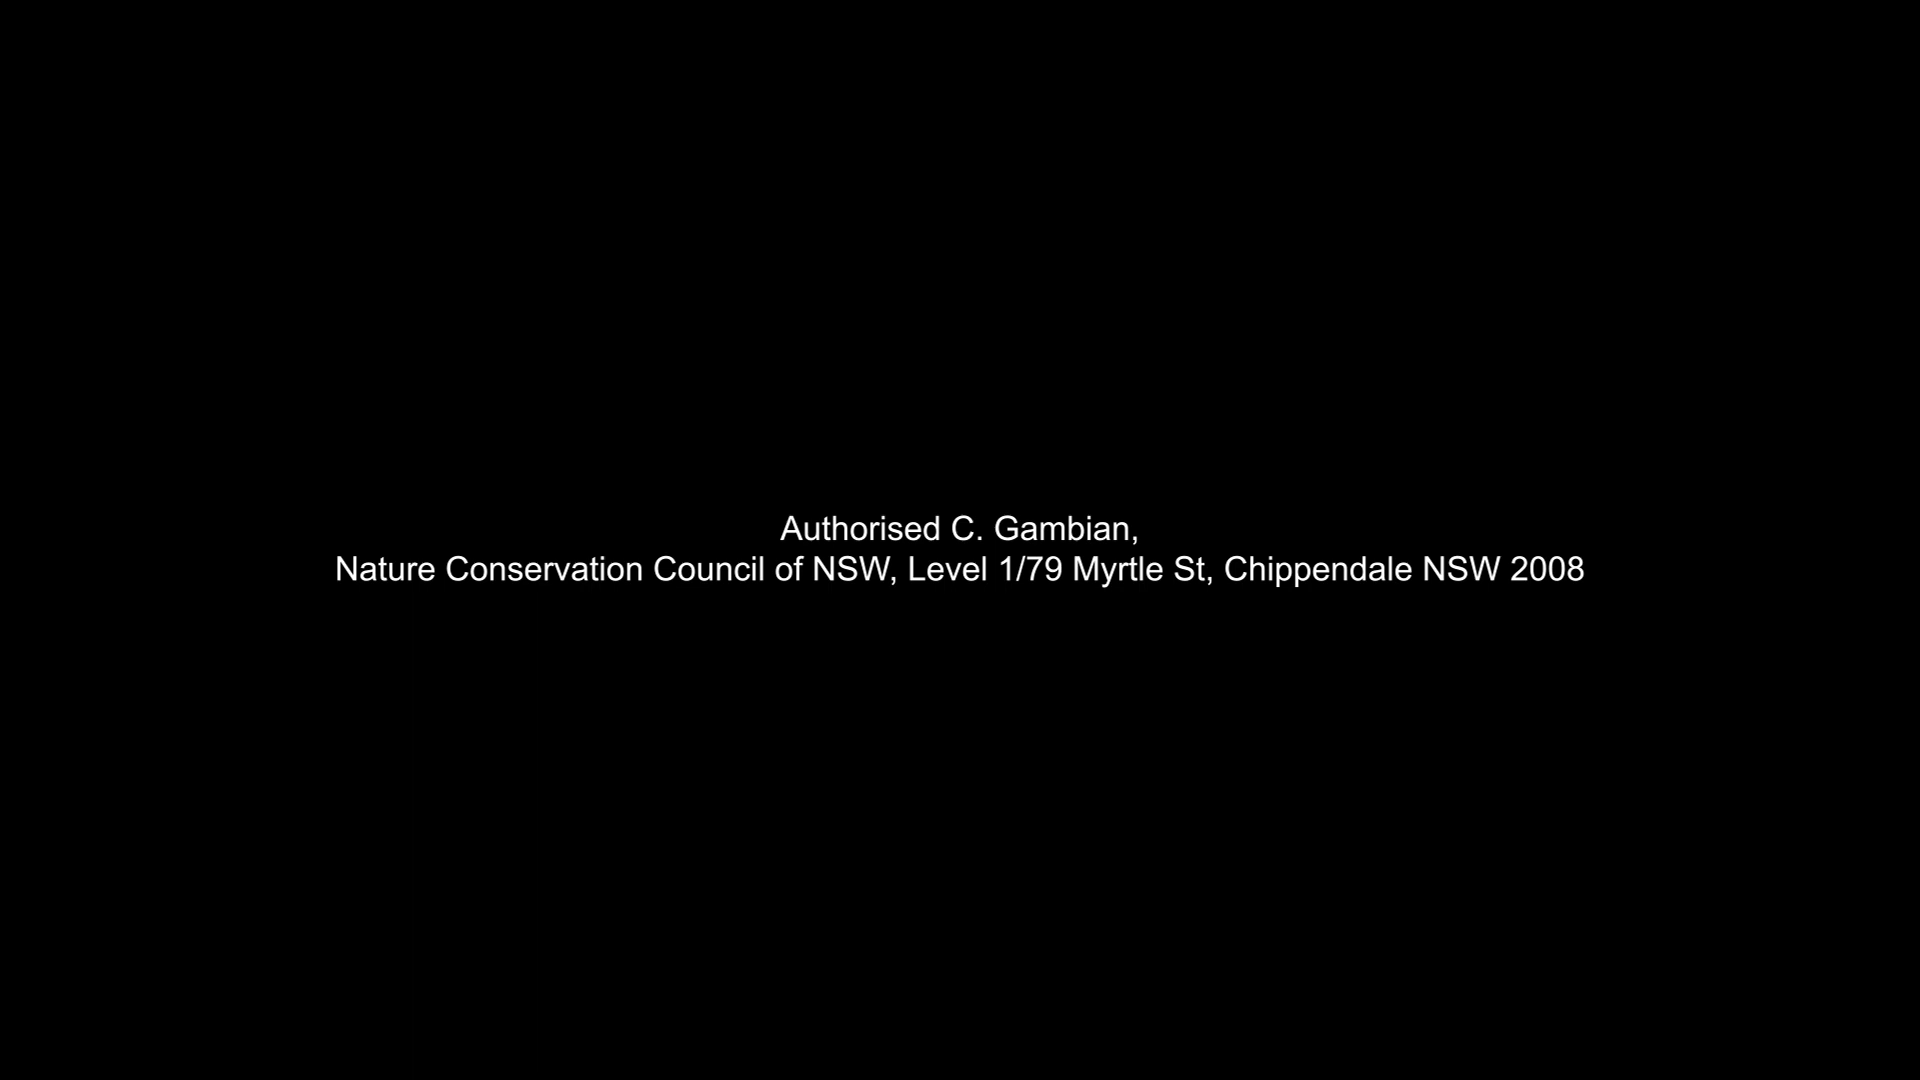 Authorised C. Gambian,
Nature Conservation Council of NSW, Level 1/79 Myrtle St, Chippendale NSW 2008